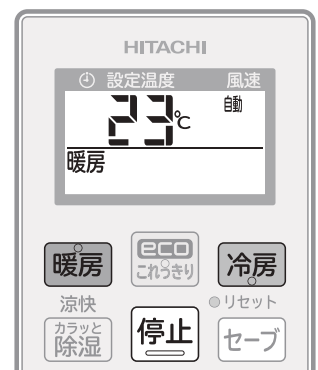 HITACHI
設定温度 風速
23℃ 自動
暖房
暖房 eco これっきり 冷房
涼快 リセット
カラッと除湿 停止 セーブ